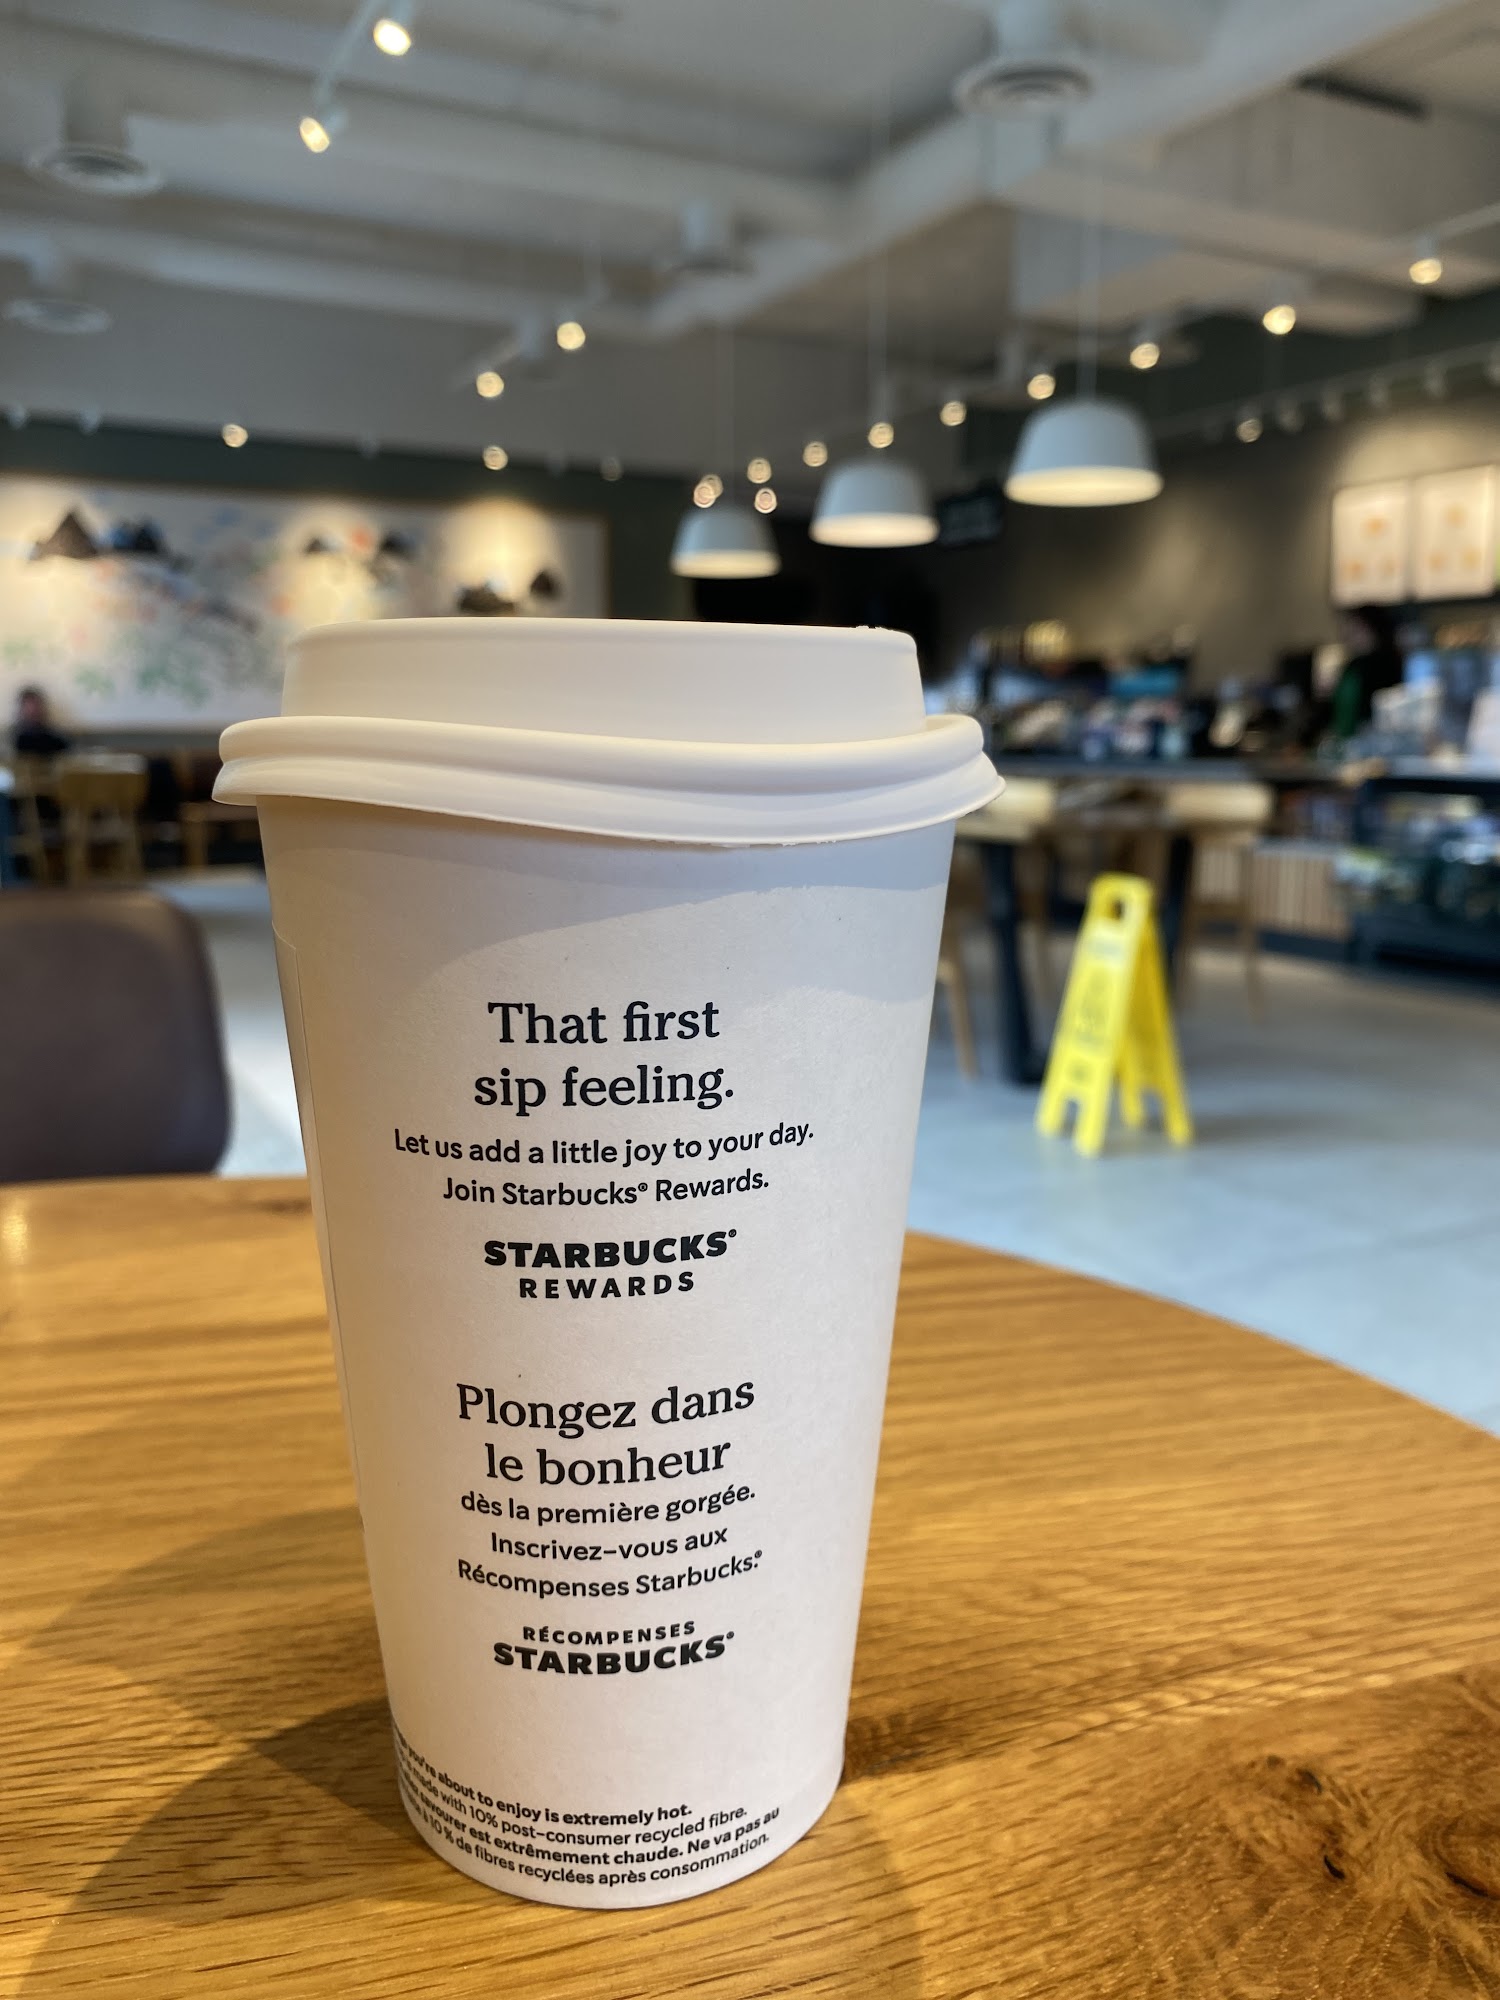 That first
sip feeling.
Let us add a little joy to your day.
Join Starbucks® Rewards.
STARBUCKS®
REWARDS
Plongez dans
le bonheur
dès la première gorgée.
Inscrivez-vous aux
Récompenses Starbucks.®
RÉCOMPENSES
STARBUCKS®
you're about to enjoy is extremely hot.
made with 10% post-consumer recycled fibre.
savourer est extrêmement chaude. Ne va pas au
à 10 % de fibres recyclées après consommation.